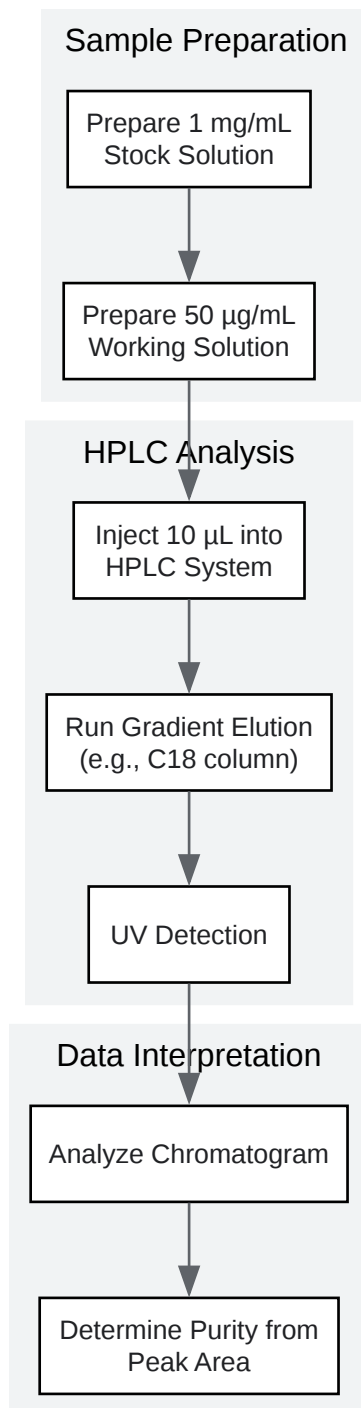 Sample Preparation
Prepare 1 mg/mL
Stock Solution
Prepare 50 µg/mL
Working Solution
HPLC Analysis
Inject 10 µL into
HPLC System
Run Gradient Elution
(e.g., C18 column)
UV Detection
Data Interpretation
Analyze Chromatogram
Determine Purity from
Peak Area